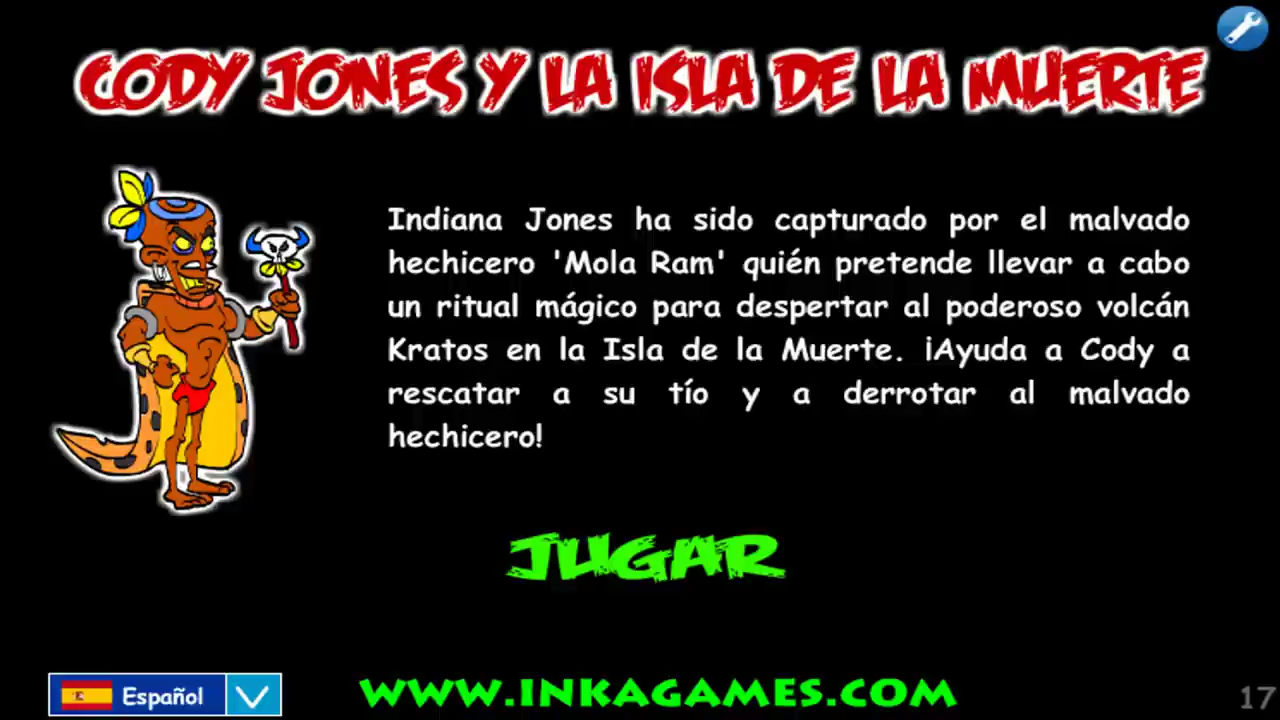 CODY JONES Y LA ISLA DE LA MUERTE
Indiana Jones ha sido capturado por el malvado
hechicero 'Mola Ram' quién pretende llevar a cabo
un ritual mágico para despertar al poderoso volcán
Kratos en la Isla de la Muerte. ¡Ayuda a Cody a
rescatar a su tío y a derrotar al malvado
hechicero!
JUGAR
Español
WWW.INKAGAMES.COM
17